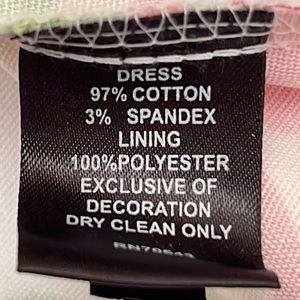 DRESS
97% COTTON
3% SPANDEX
LINING
100%POLYESTER
EXCLUSIVE OF
DECORATION
DRY CLEAN ONLY